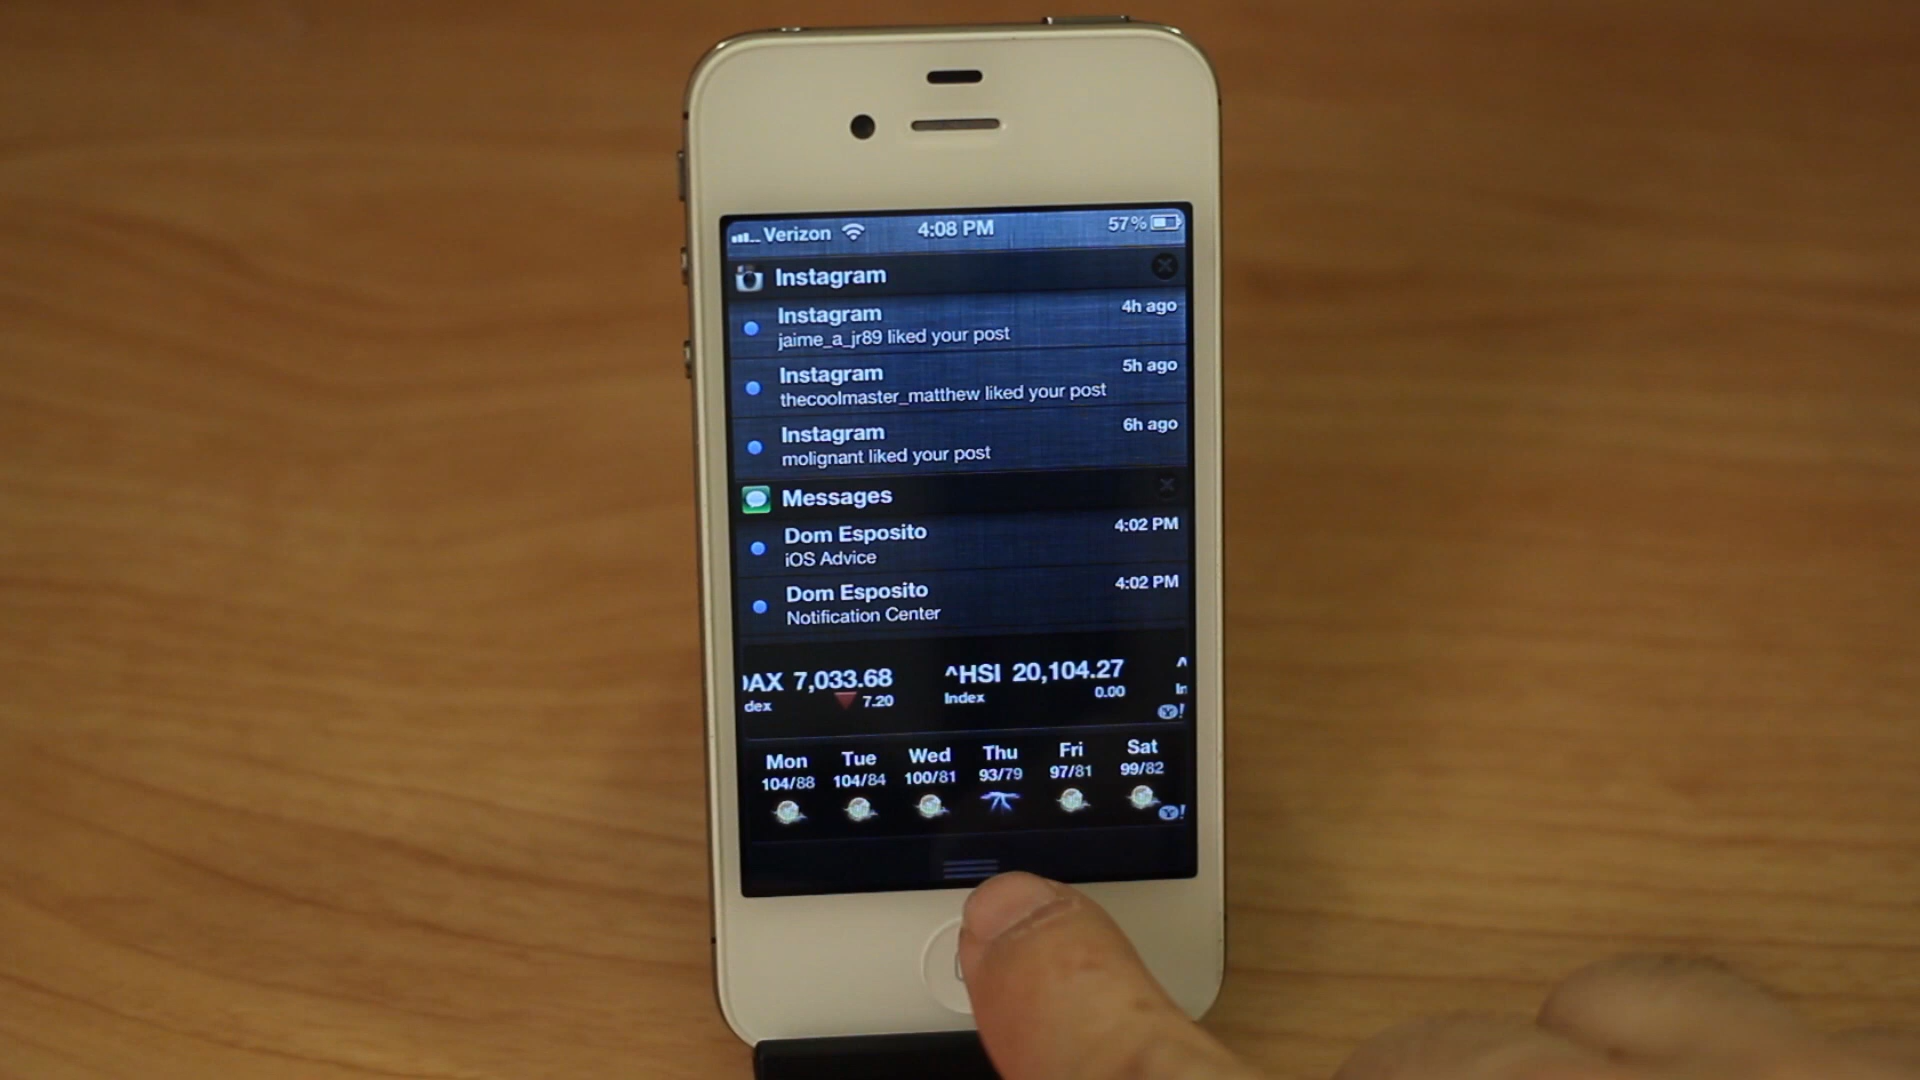 Verizon 4:08 PM 57%
Instagram
Instagram 4h ago
jaime_a_jr89 liked your post
Instagram 5h ago
thecoolmaster_matthew liked your post
Instagram 6h ago
molignant liked your post
Messages
Dom Esposito 4:02 PM
iOS Advice
Dom Esposito 4:02 PM
Notification Center
AX 7,033.68 ^HSI 20,104.27 ^
dex 7.20 Index 0.00 In
Y!
Mon Tue Wed Thu Fri Sat
104/88 104/84 100/81 93/79 97/81 99/82
Y!